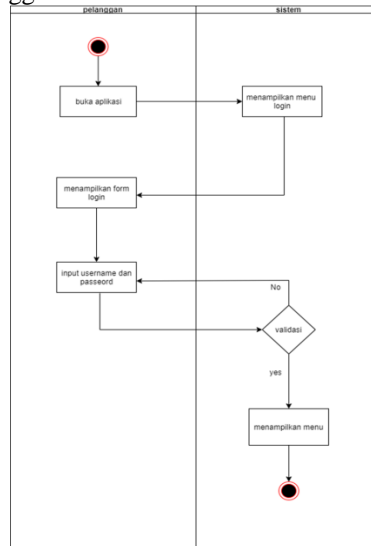 gg
pelanggan
sistem
buka aplikasi
menampilkan menu
login
menampilkan form
login
input username dan
passeord
No
validasi
yes
menampilkan menu